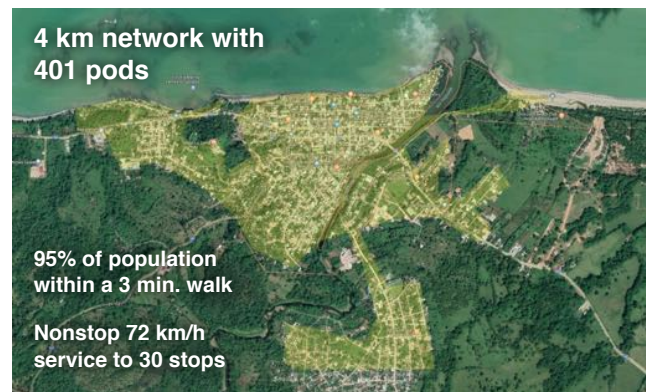 4 km network with
401 pods
95% of population
within a 3 min. walk
Nonstop 72 km/h
service to 30 stops